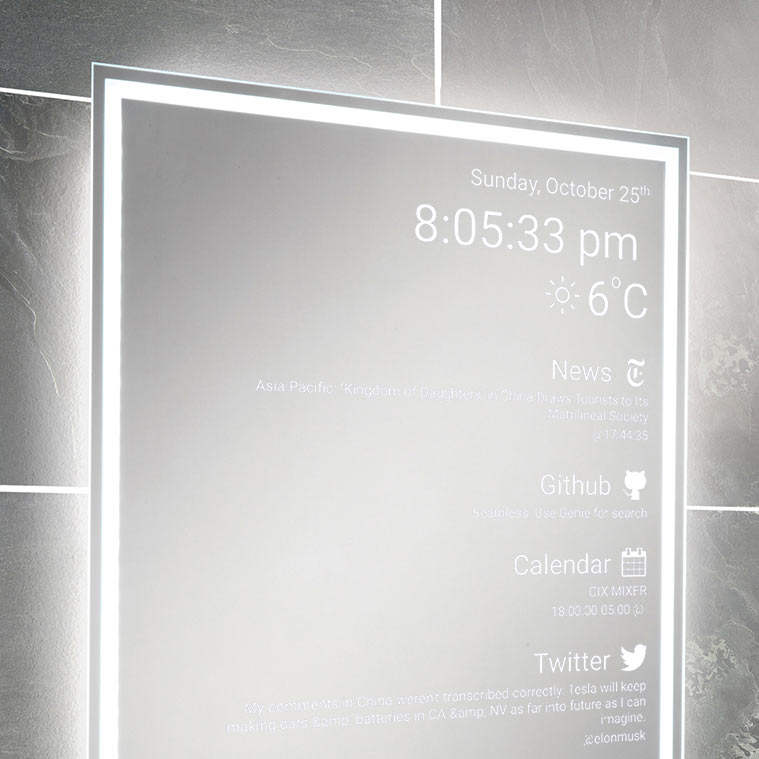 Sunday, October 25th
8:05:33 pm
6°C
News
Asia Pacific: 'Kingdom of Daughters' in China Draws Tourists to Its
Matrilineal Society
@17:44:35
Github
Seamless: Use Genie for search
Calendar
CIX MIXER
18:00:00 05:00 @
Twitter
My comments in China weren't transcribed correctly. Tesla will keep
making cars &amp; batteries in CA &amp; NV as far into future as I can
imagine.
@elonmusk